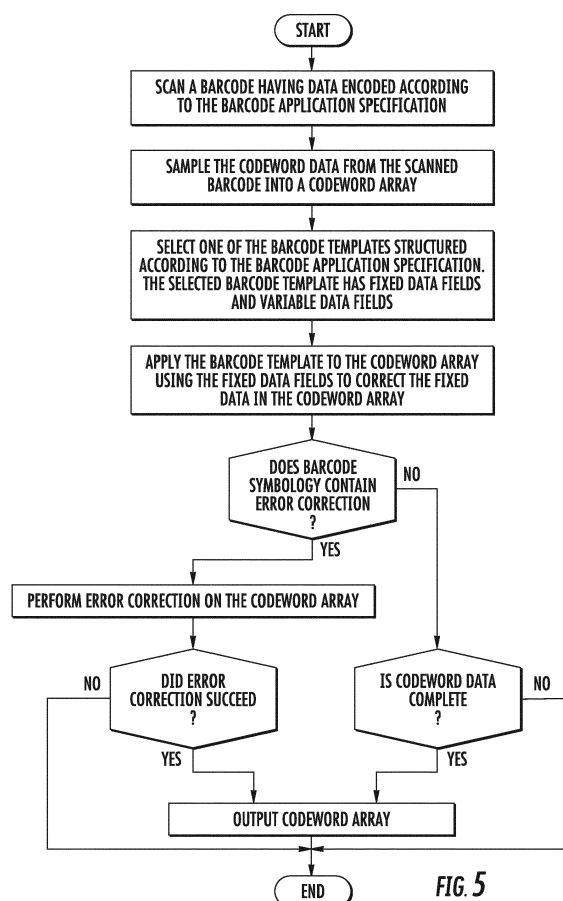 START
SCAN A BARCODE HAVING DATA ENCODED ACCORDING
TO THE BARCODE APPLICATION SPECIFICATION
SAMPLE THE CODEWORD DATA FROM THE SCANNED
BARCODE INTO A CODEWORD ARRAY
SELECT ONE OF THE BARCODE TEMPLATES STRUCTURED
ACCORDING TO THE BARCODE APPLICATION SPECIFICATION.
THE SELECTED BARCODE TEMPLATE HAS FIXED DATA FIELDS
AND VARIABLE DATA FIELDS
APPLY THE BARCODE TEMPLATE TO THE CODEWORD ARRAY
USING THE FIXED DATA FIELDS TO CORRECT THE FIXED
DATA IN THE CODEWORD ARRAY
DOES BARCODE
SYMBOLOGY CONTAIN
ERROR CORRECTION
?
NO
YES
PERFORM ERROR CORRECTION ON THE CODEWORD ARRAY
NO
DID ERROR
CORRECTION SUCCEED
?
YES
IS CODEWORD DATA
COMPLETE
?
NO
YES
OUTPUT CODEWORD ARRAY
END
FIG. 5